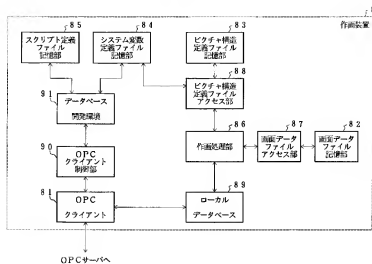 1
作画装置
85
スクリプト定義
ファイル
記憶部
84
システム変数
定義ファイル
記憶部
83
ピクチャ構造
定義ファイル
記憶部
91
データベース
開発環境
88
ピクチャ構造
定義ファイル
アクセス部
90
OPC
クライアント
制御部
86
作画処理部
87
画面データ
ファイル
アクセス部
82
画面データ
ファイル
記憶部
81
OPC
クライアント
89
ローカル
データベース
OPCサーバへ